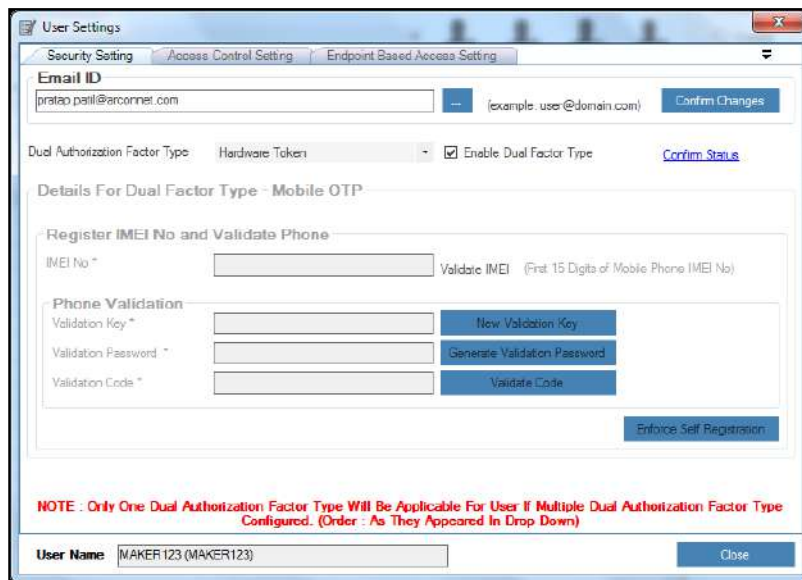 User Settings
Security Setting Access Control Setting Endpoint Based Access Setting
Email ID
pratap.patil@arconnet.com ... (example. user@domain.com) Confirm Changes
Dual Authorization Factor Type Hardware Token Enable Dual Factor Type Confirm Status
Details For Dual Factor Type - Mobile OTP
Register IMEI No and Validate Phone
IMEI No * Validate IMEI (First 15 Digits of Mobile Phone IMEI No)
Phone Validation
Validation Key * New Validation Key
Validation Password * Generate Validation Password
Validation Code * Validate Code
Enforce Self Registration
NOTE : Only One Dual Authorization Factor Type Will Be Applicable For User If Multiple Dual Authorization Factor Type
Configured. (Order : As They Appeared In Drop Down)
User Name MAKER123 (MAKER123) Close